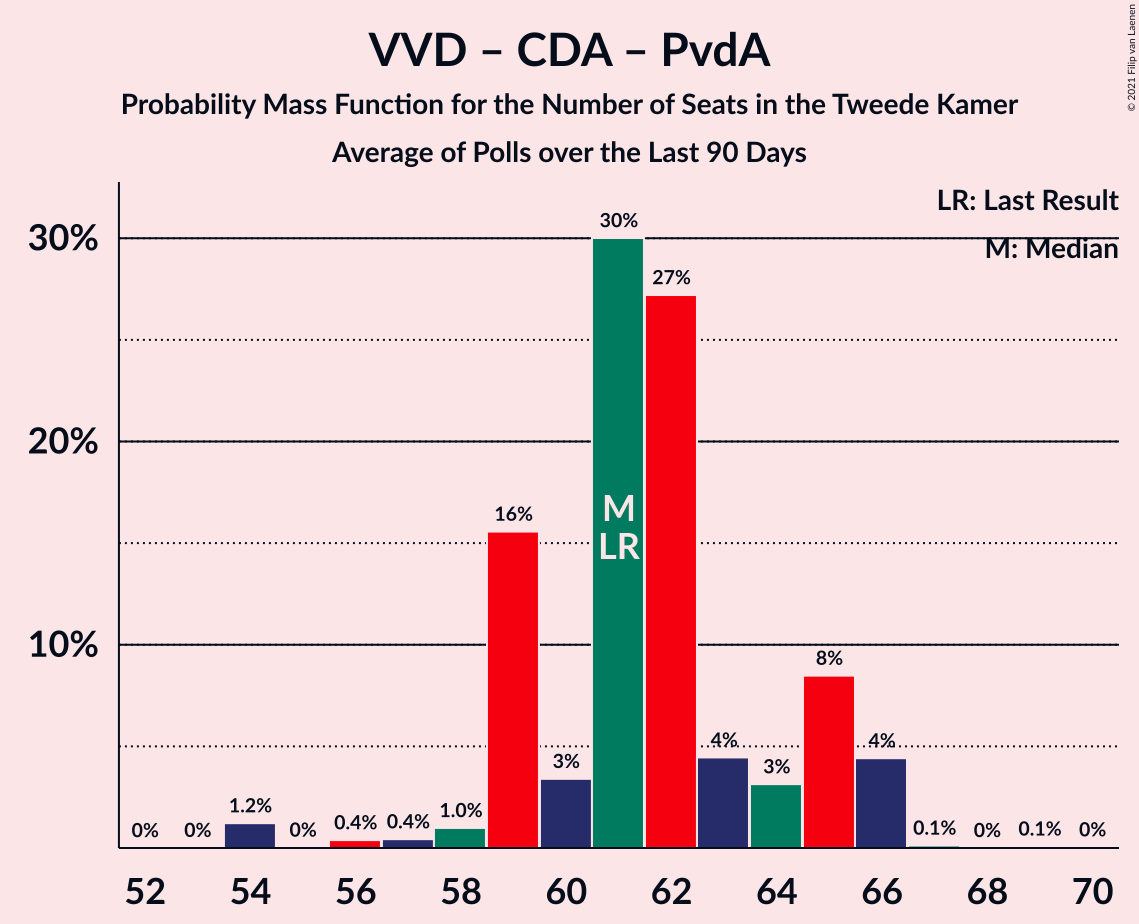 VVD – CDA – PvdA
Probability Mass Function for the Number of Seats in the Tweede Kamer
Average of Polls over the Last 90 Days
© 2021 Filip van Laenen
LR: Last Result
M: Median
30%
20%
10%
0%
0%
1.2%
0%
0.4%
0.4%
1.0%
16%
3%
30%
27%
4%
3%
8%
4%
0.1%
0%
0.1%
0%
M
LR
52 54 56 58 60 62 64 66 68 70